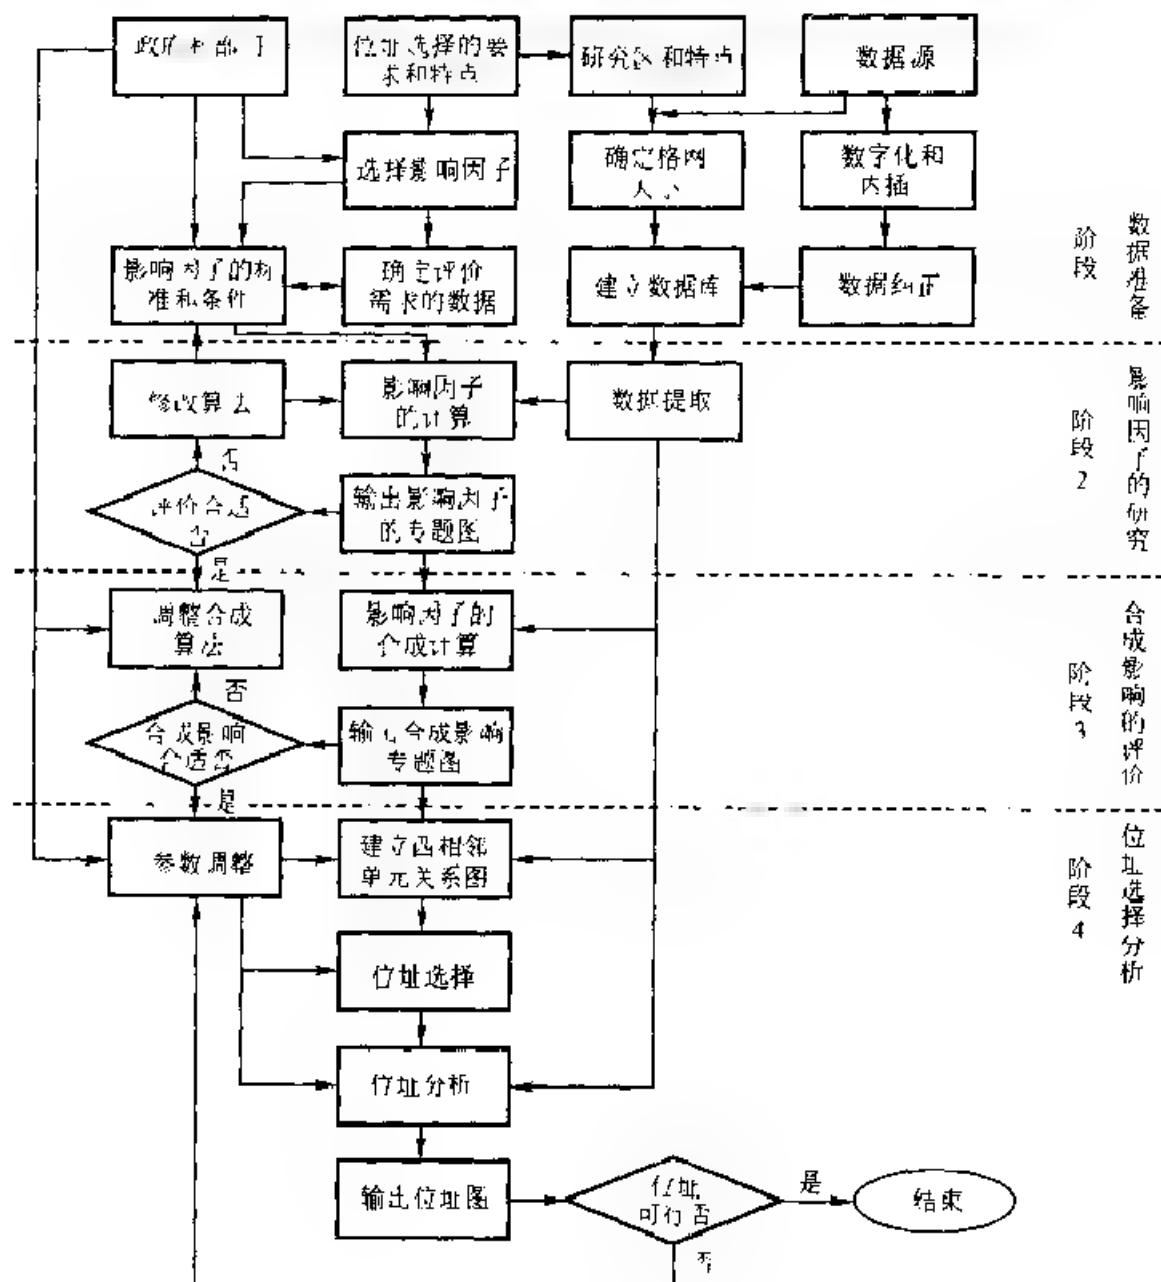 位址选择的要
求和特点
研究区和特点
数据源
选择影响因子
确定格网
数字化和
内插
影响因子的标
准和条件
确定评价
需求的数据
建立数据库
数据纠正
阶段
数据准备
修改算法
影响因子
的计算
数据提取
否
评价合适
否
输出影响因子
的专题图
是
阶段2
影响因子的研究
调整合成
算法
影响因子的
合成计算
否
合成影响
合适否
输出合成影响
专题图
是
阶段3
合成影响的评价
参数调整
建立四相邻
单元关系图
位址选择
位址分析
阶段4
位址选择分析
输出位址图
位址
可行否
是
结束
否